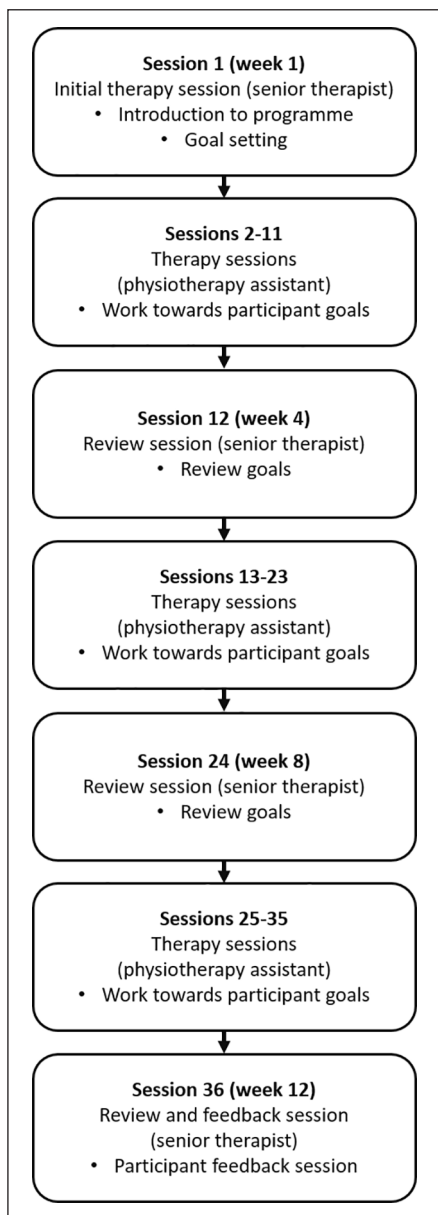 Session 1 (week 1)
Initial therapy session (senior therapist)
• Introduction to programme
• Goal setting
Sessions 2-11
Therapy sessions
(physiotherapy assistant)
• Work towards participant goals
Session 12 (week 4)
Review session (senior therapist)
• Review goals
Sessions 13-23
Therapy sessions
(physiotherapy assistant)
• Work towards participant goals
Session 24 (week 8)
Review session (senior therapist)
• Review goals
Sessions 25-35
Therapy sessions
(physiotherapy assistant)
• Work towards participant goals
Session 36 (week 12)
Review and feedback session
(senior therapist)
• Participant feedback session